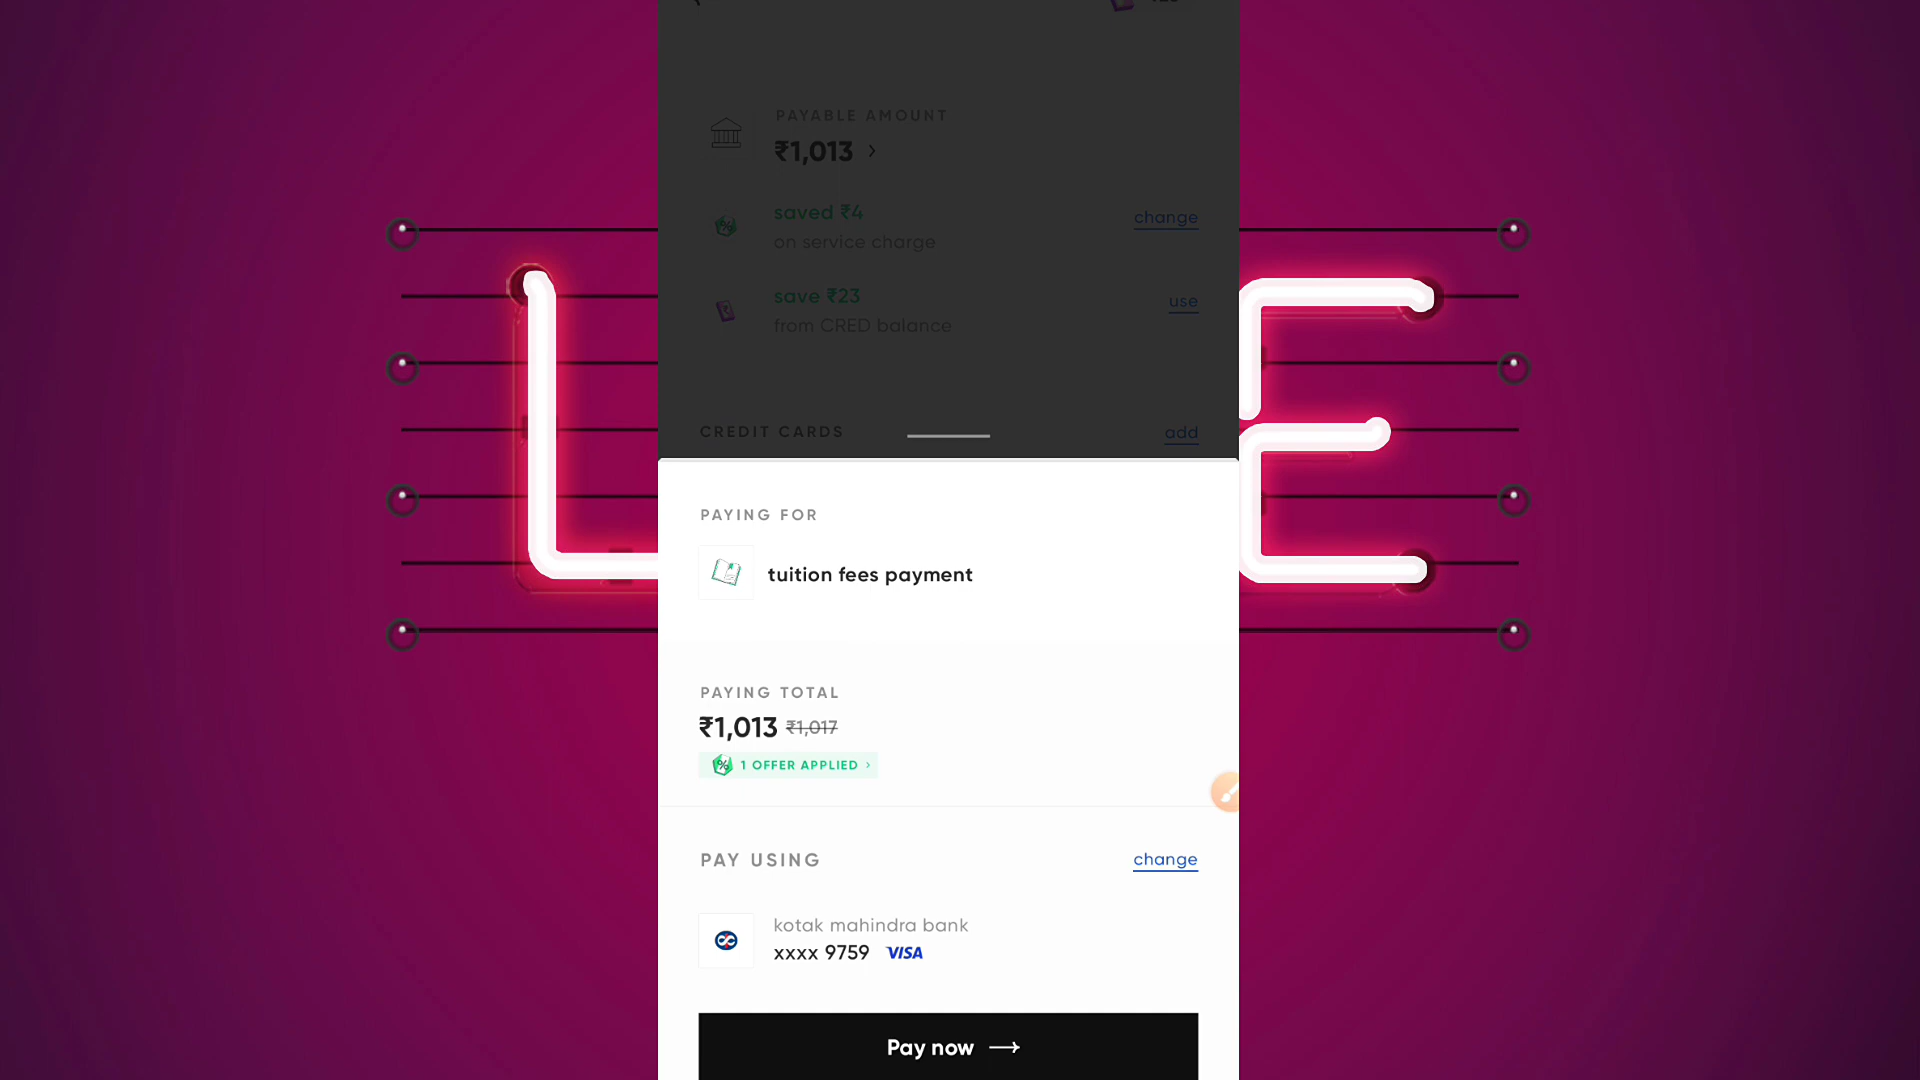 PAYABLE AMOUNT
₹1,013 >
saved ₹4
change
on service charge
save ₹23
use
from CRED balance
CREDIT CARDS
add
PAYING FOR
tuition fees payment
PAYING TOTAL
₹1,013 ₹1,017
1 OFFER APPLIED >
PAY USING
change
kotak mahindra bank
xxxx 9759 VISA
Pay now →